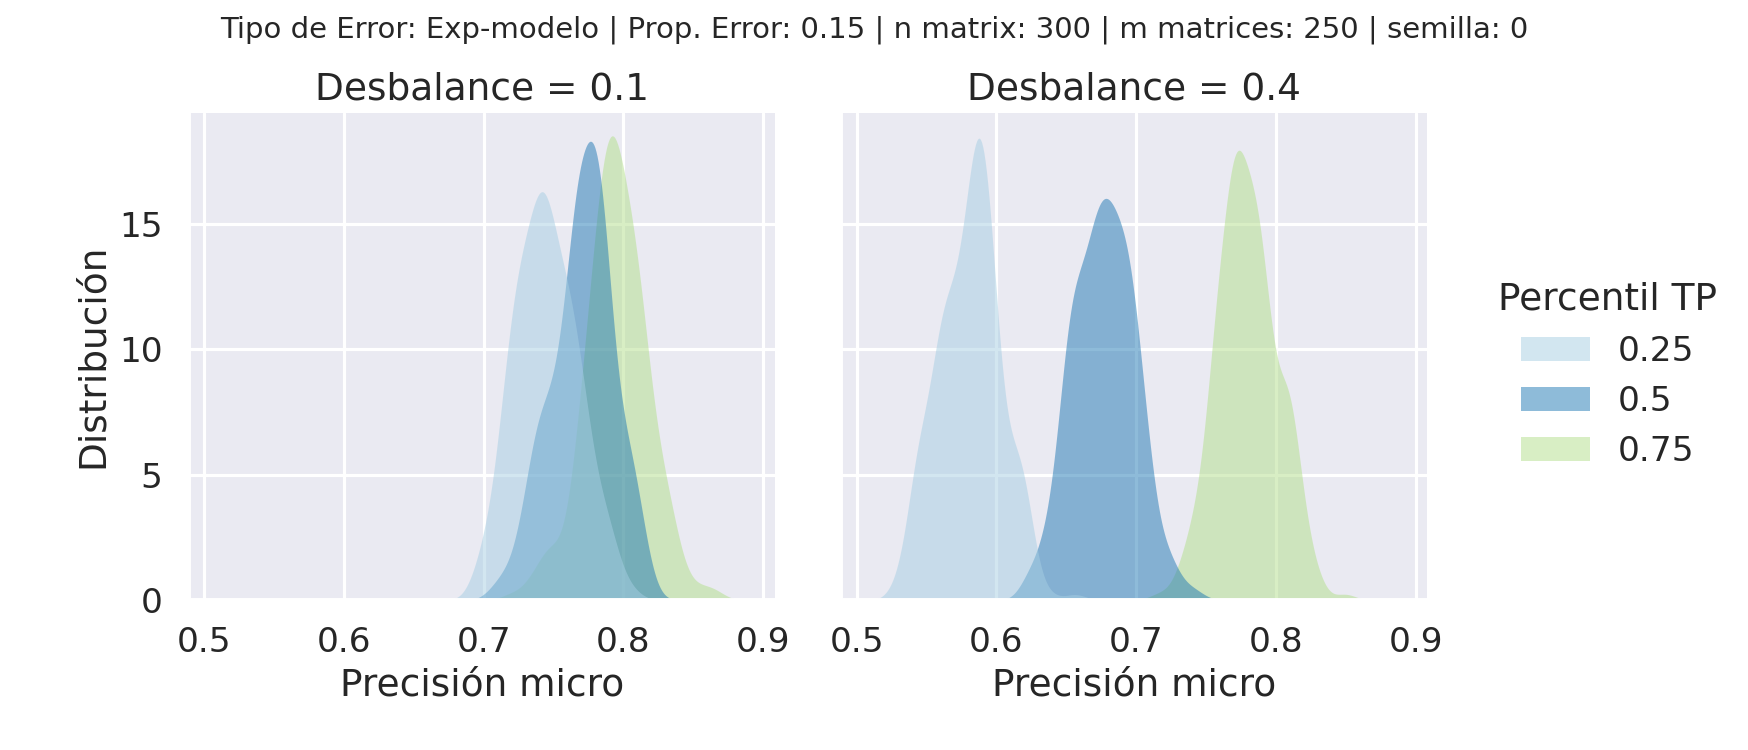 Tipo de Error: Exp-modelo | Prop. Error: 0.15 | n matrix: 300 | m matrices: 250 | semilla: 0
Desbalance = 0.1
Desbalance = 0.4
Distribución
15
10
5
0
0.5 0.6 0.7 0.8 0.9
0.5 0.6 0.7 0.8 0.9
Precisión micro
Precisión micro
Percentil TP
0.25
0.5
0.75